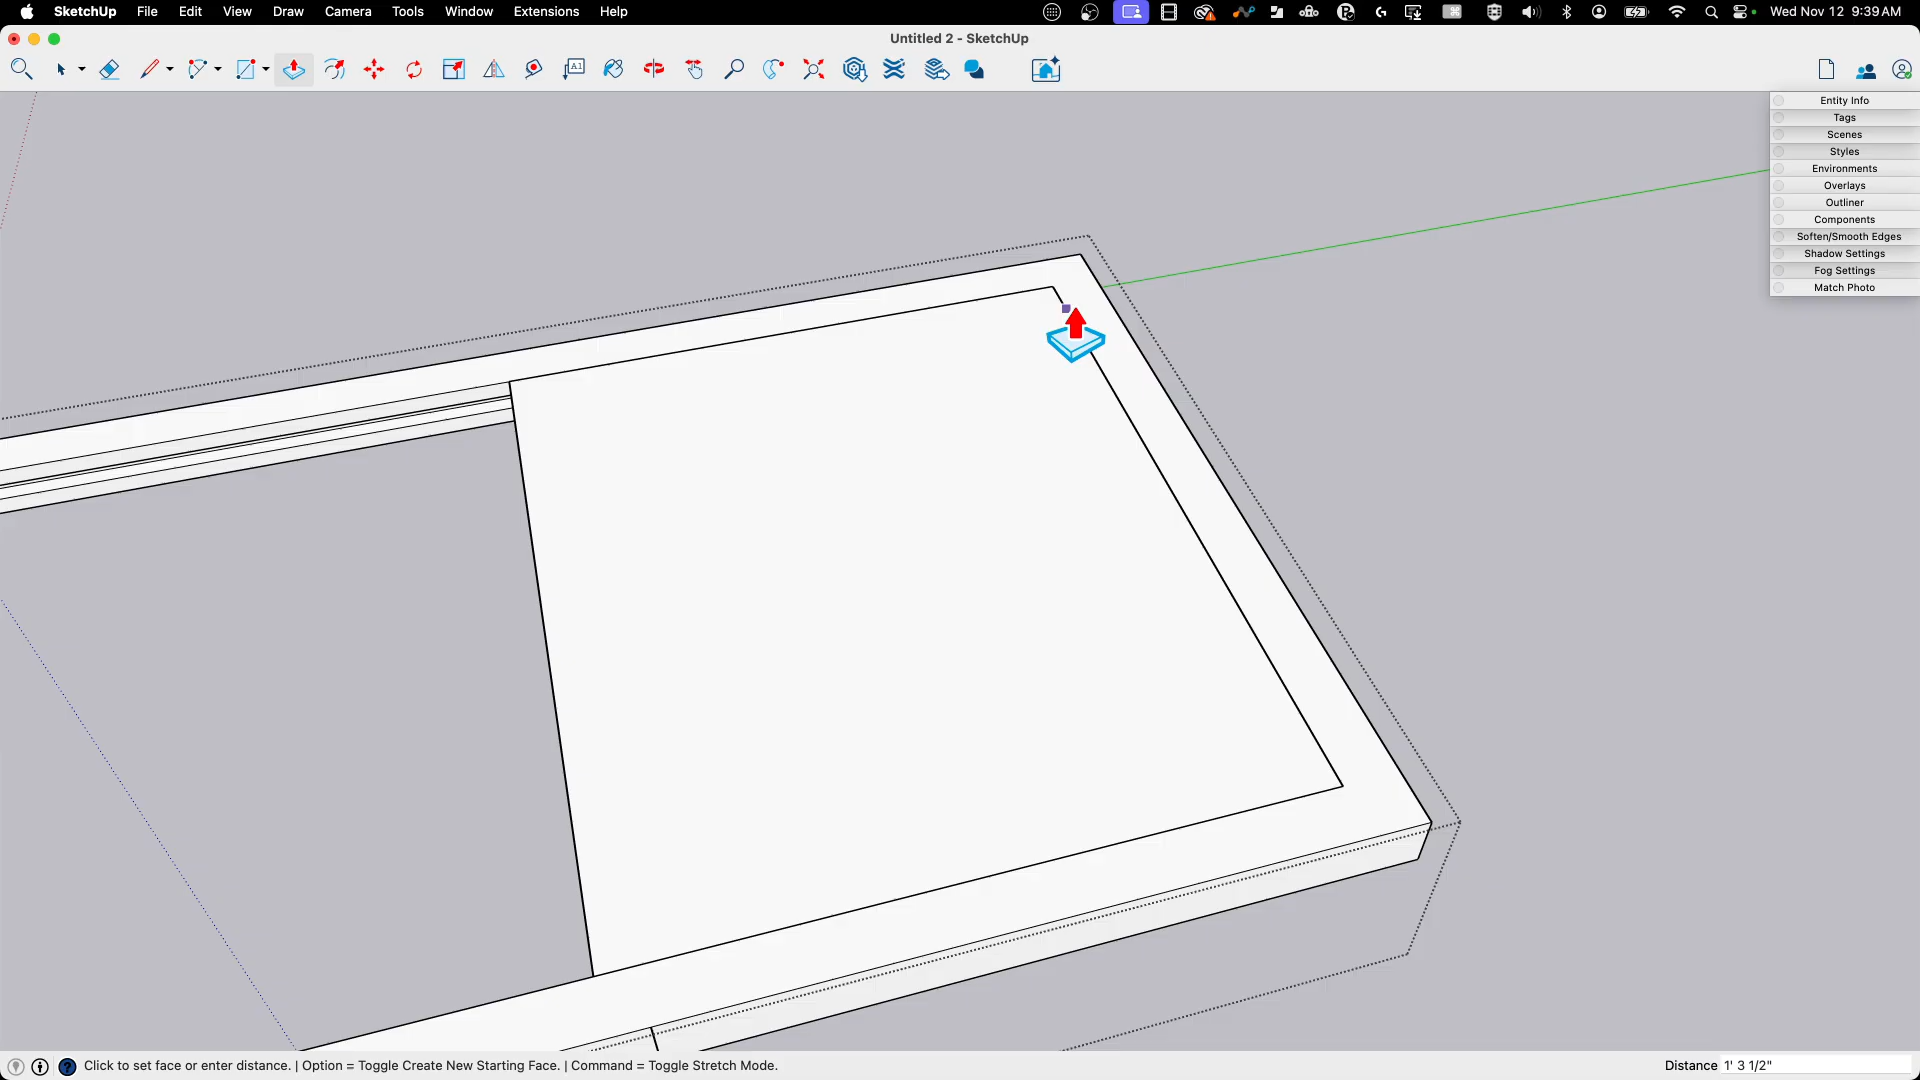 SketchUp File Edit View Draw Camera Tools Window Extensions Help Wed Nov 12 9:39 AM
Untitled 2 - SketchUp
A1
Entity Info
Tags
Scenes
Styles
Environments
Overlays
Outliner
Components
Soften/Smooth Edges
Shadow Settings
Fog Settings
Match Photo
Click to set face or enter distance. | Option = Toggle Create New Starting Face. | Command = Toggle Stretch Mode. Distance 1' 3 1/2"